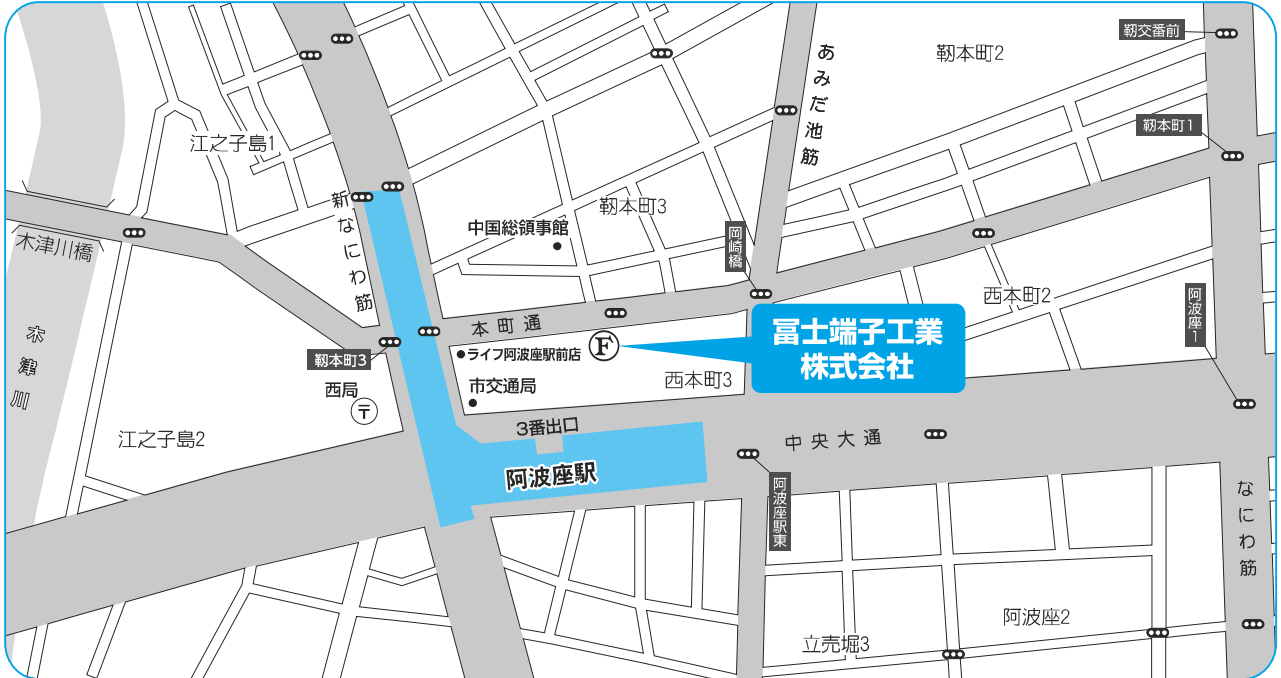 靭交番前
靱本町2
あみだ池筋
靭本町1
江之子島1
新なにわ筋
靱本町3
中国総領事館
岡崎橋
木津川橋
西本町2
阿波座1
本町通
冨士端子工業
株式会社
F
木津川
靭本町3
ライフ阿波座駅前店
西局
〒
市交通局
西本町3
3番出口
江之子島2
中央大通
阿波座駅
阿波座駅東
なにわ筋
阿波座2
立売堀3